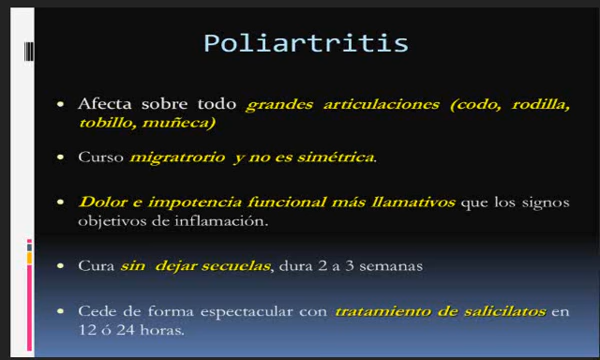 Poliartritis
• Afecta sobre todo grandes articulaciones (codo, rodilla,
tobillo, muñeca)
• Curso migratrorio y no es simétrica.
• Dolor e impotencia funcional más llamativos que los signos
objetivos de inflamación.
• Cura sin dejar secuelas, dura 2 a 3 semanas
• Cede de forma espectacular con tratamiento de salicilatos en
12 ó 24 horas.